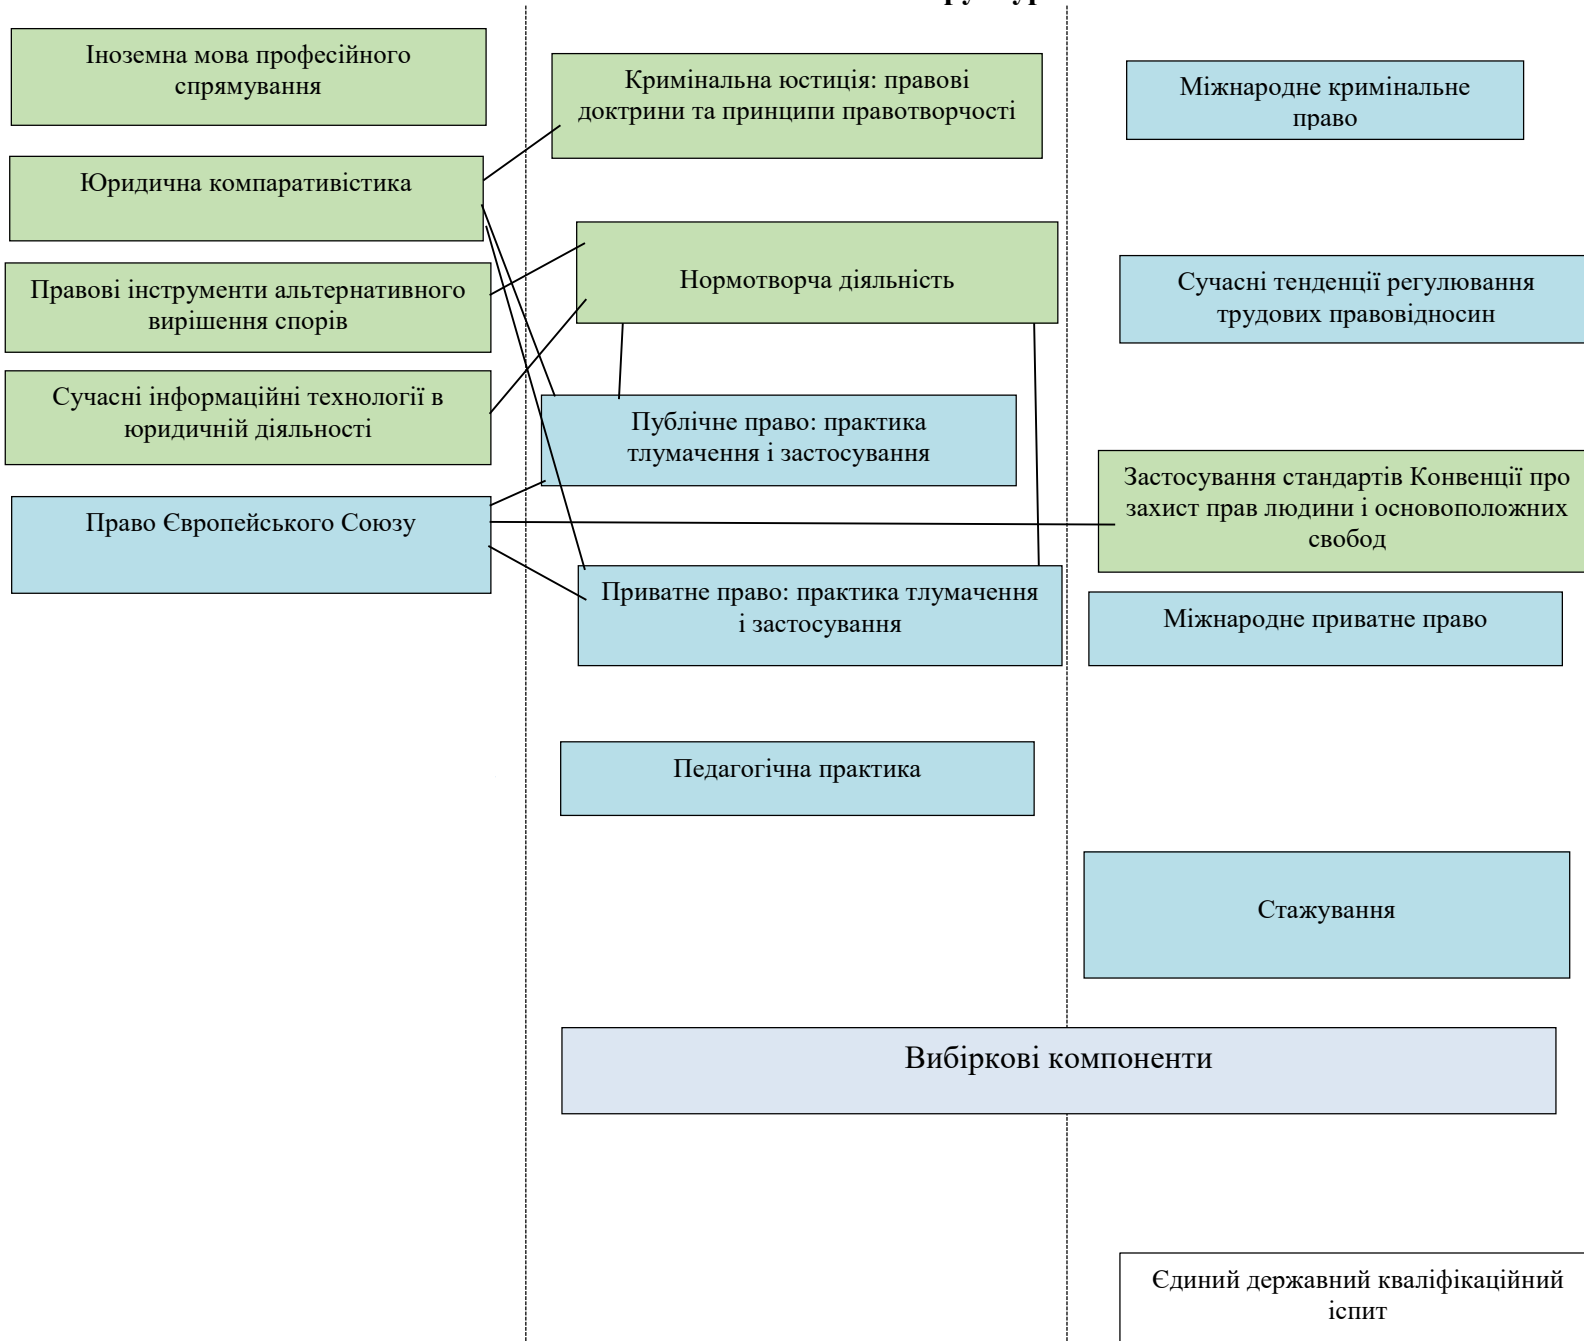 Іноземна мова професійного
спрямування
Юридична компаративістика
Правові інструменти альтернативного
вирішення спорів
Сучасні інформаційні технології в
юридичній діяльності
Право Європейського Союзу
Кримінальна юстиція: правові
доктрини та принципи правотворчості
Нормотворча діяльність
Публічне право: практика
тлумачення і застосування
Приватне право: практика тлумачення
і застосування
Педагогічна практика
Міжнародне кримінальне
право
Сучасні тенденції регулювання
трудових правовідносин
Застосування стандартів Конвенції про
захист прав людини і основоположних
свобод
Міжнародне приватне право
Стажування
Вибіркові компоненти
Єдиний державний кваліфікаційний
іспит